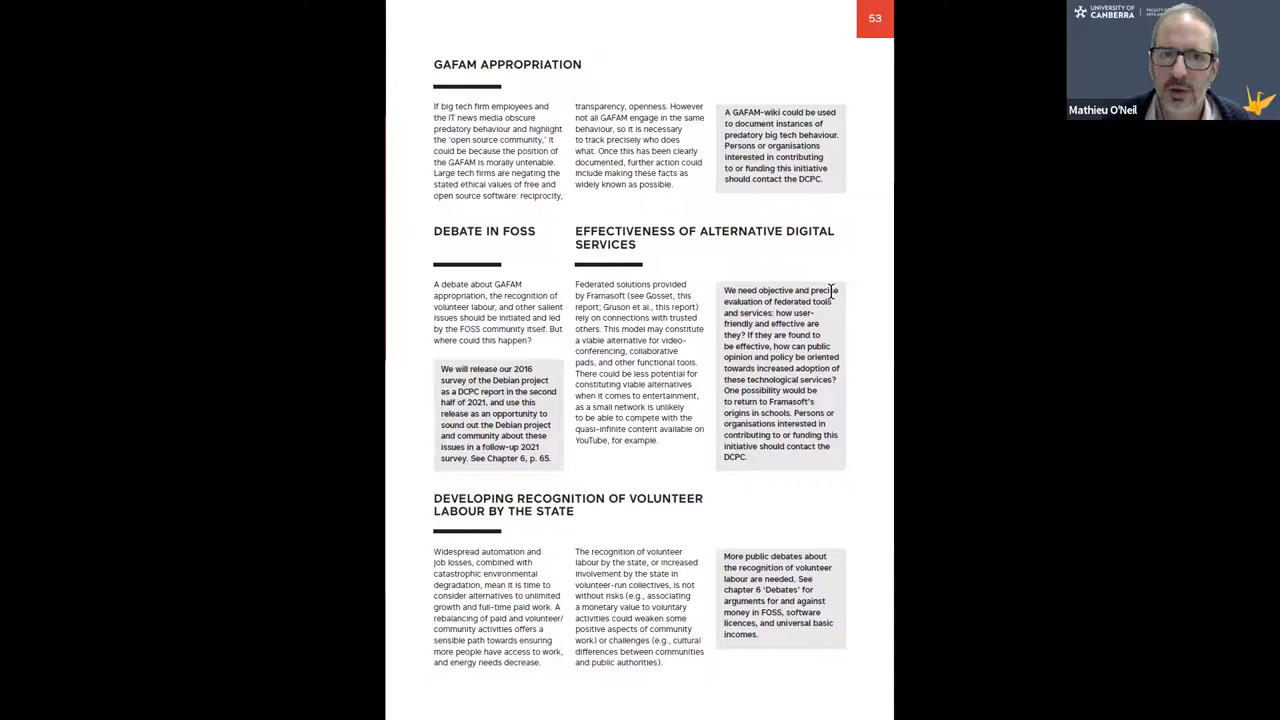 53
GAFAM APPROPRIATION
If big tech firm employees and
the IT news media obscure
predatory behaviour and highlight
the ‘open source community,’ it
could be because the position of
the GAFAM is morally untenable.
Large tech firms are negating the
stated ethical values of free and
open source software: reciprocity,
transparency, openness. However
not all GAFAM engage in the same
behaviour, so it is necessary
to track precisely who does
what. Once this has been clearly
documented, further action could
include making these facts as
widely known as possible.
A GAFAM-wiki could be used
to document instances of
predatory big tech behaviour.
Persons or organisations
interested in contributing
to or funding this initiative
should contact the DCPC.
DEBATE IN FOSS
A debate about GAFAM
appropriation, the recognition of
volunteer labour, and other salient
issues should be initiated and led
by the FOSS community itself. But
where could this happen?
We will release our 2016
survey of the Debian project
as a DCPC report in the second
half of 2021, and use this
release as an opportunity to
sound out the Debian project
and community about these
issues in a follow-up 2021
survey. See Chapter 6, p. 65.
EFFECTIVENESS OF ALTERNATIVE DIGITAL
SERVICES
Federated solutions provided
by Framasoft (see Gosset, this
report; Gruson et al., this report)
rely on connections with trusted
others. This model may constitute
a viable alternative for video-
conferencing, collaborative
pads, and other functional tools.
There could be less potential for
constituting viable alternatives
when it comes to entertainment,
as a small network is unlikely
to be able to compete with the
quasi-infinite content available on
YouTube, for example.
We need objective and precise
evaluation of federated tools
and services: how user-
friendly and effective are
they? If they are found to
be effective, how can public
opinion and policy be oriented
towards increased adoption of
these technological services?
One possibility would be
to return to Framasoft’s
origins in schools. Persons or
organisations interested in
contributing to or funding this
initiative should contact the
DCPC.
DEVELOPING RECOGNITION OF VOLUNTEER
LABOUR BY THE STATE
Widespread automation and
job losses, combined with
catastrophic environmental
degradation, mean it is time to
consider alternatives to unlimited
growth and full-time paid work. A
rebalancing of paid and volunteer/
community activities offers a
sensible path towards ensuring
more people have access to work,
and energy needs decrease.
The recognition of volunteer
labour by the state, or increased
involvement by the state in
volunteer-run collectives, is not
without risks (e.g., associating
a monetary value to voluntary
activities could weaken some
positive aspects of community
work) or challenges (e.g., cultural
differences between communities
and public authorities).
More public debates about
the recognition of volunteer
labour are needed. See
chapter 6 ‘Debates’ for
arguments for and against
money in FOSS, software
licences, and universal basic
incomes.
UNIVERSITY OF
CANBERRA
Mathieu O'Neil